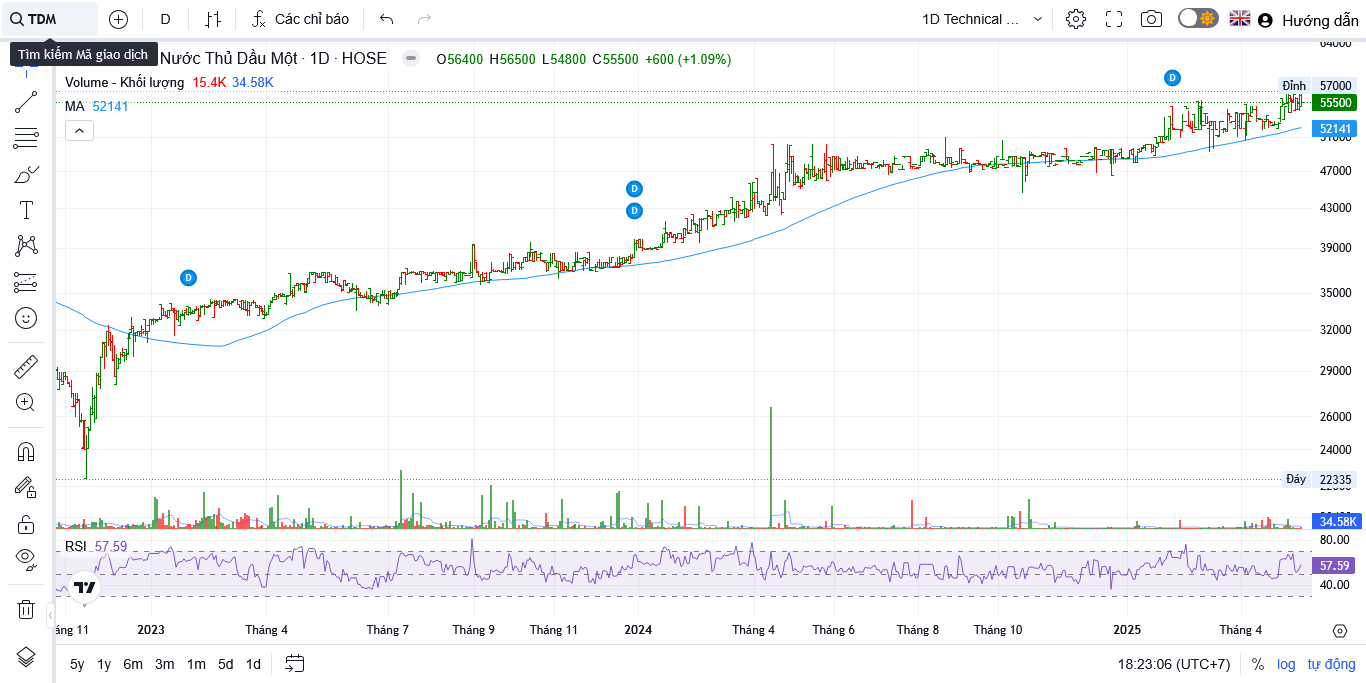 TDM
D
Các chỉ báo
1D Technical ...
Hướng dẫn
Tìm kiếm Mã giao dịch
Nước Thủ Dầu Một · 1D · HOSE
O56400 H56500 L54800 C55500 +600 (+1.09%)
Volume - Khối lượng 15.4K 34.58K
MA 52141
D
D
D
D
64000
Đỉnh 57000
55500
52141
51000
47000
43000
39000
35000
32000
29000
26000
24000
Đáy 22335
34.58K
RSI 57.59
80.00
57.59
40.00
áng 11 2023 Tháng 4 Tháng 7 Tháng 9 Tháng 11 2024 Tháng 4 Tháng 6 Tháng 8 Tháng 10 2025 Tháng 4
5y 1y 6m 3m 1m 5d 1d
18:23:06 (UTC+7) % log tự động